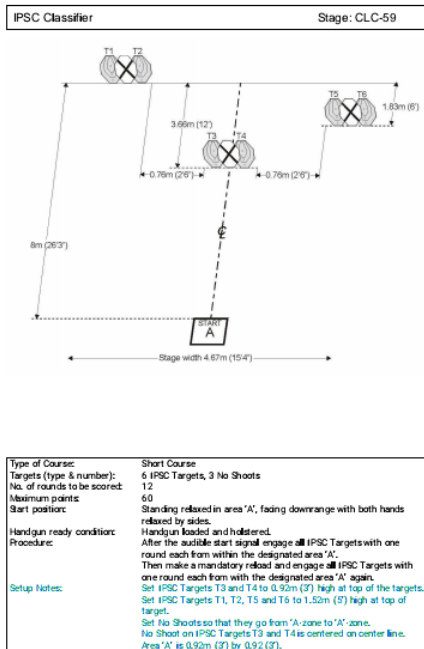 IPSC Classifier Stage: CLC-59
T1 T2
T5 T6
1.83m (6')
3.66m (12')
T3 T4
0.76m (2'6")
0.76m (2'6")
8m (26'3")
START
A
Stage width 4.67m (15'4")
Type of Course: Short Course
Targets (type & number): 6 IPSC Targets, 3 No Shoots
No. of rounds to be scored: 12
Maximum points: 60
Start position: Standing relaxed in area 'A', facing downrange with both hands
relaxed by sides.
Handgun ready condition: Handgun loaded and holstered.
Procedure: After the audible start signal engage all IPSC Targets with one
round each from within the designated area 'A'.
Then make a mandatory reload and engage all IPSC Targets with
one round each from with the designated area 'A' again.
Setup Notes: Set IPSC Targets T3 and T4 to 0.92m (3') high at top of the targets.
Set IPSC Targets T1, T2, T5 and T6 to 1.52m (5') high at top of
target.
Set No Shoots so that they go from 'A-zone to 'A'-zone.
No Shoot on IPSC Targets T3 and T4 is centered on center line.
Area 'A' is 0.92m (3') by 0.92 (3').